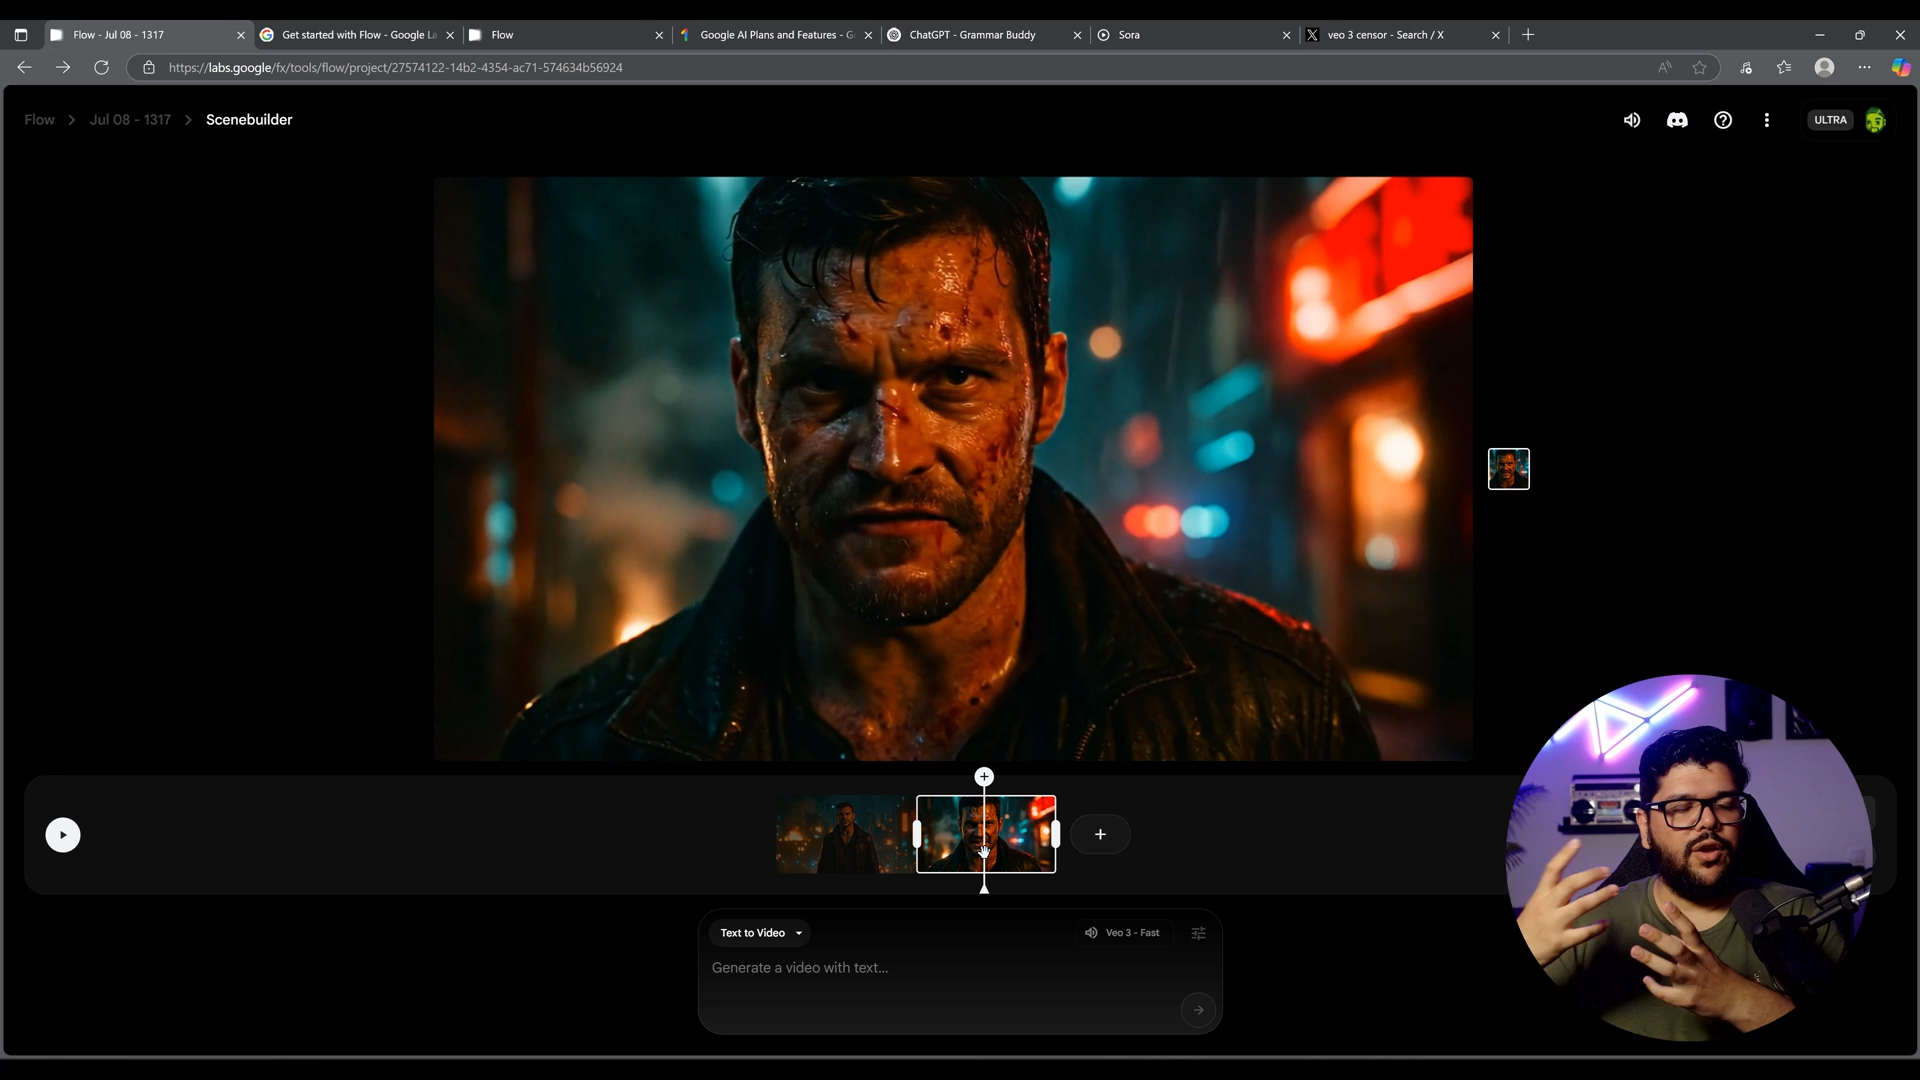 Flow - Jul 08 - 1317
Get started with Flow - Google La
Flow
Google AI Plans and Features - G
ChatGPT - Grammar Buddy
Sora
veo 3 censor - Search / X
https://labs.google/fx/tools/flow/project/27574122-14b2-4354-ac71-574634b56924
Flow > Jul 08 - 1317 > Scenebuilder
ULTRA
Text to Video
Veo 3 - Fast
Generate a video with text...